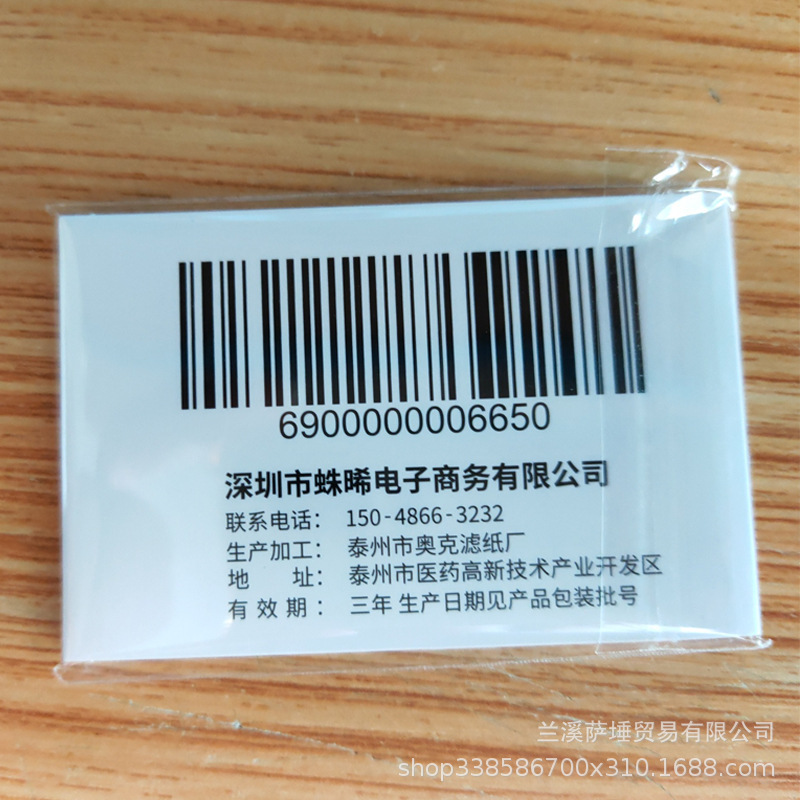 6900000006650
深圳市蛛晞电子商务有限公司
联系电话： 150-4866-3232
生产加工： 泰州市奥克滤纸厂
地 址： 泰州市医药高新技术产业开发区
有效期： 三年 生产日期见产品包装批号
兰溪萨埵贸易有限公司
shop338586700x310.1688.com